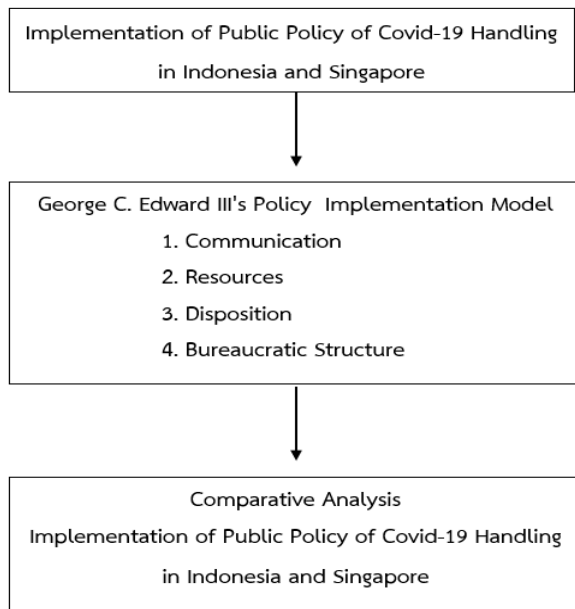 Implementation of Public Policy of Covid-19 Handling
in Indonesia and Singapore
George C. Edward III's Policy Implementation Model
1. Communication
2. Resources
3. Disposition
4. Bureaucratic Structure
Comparative Analysis
Implementation of Public Policy of Covid-19 Handling
in Indonesia and Singapore